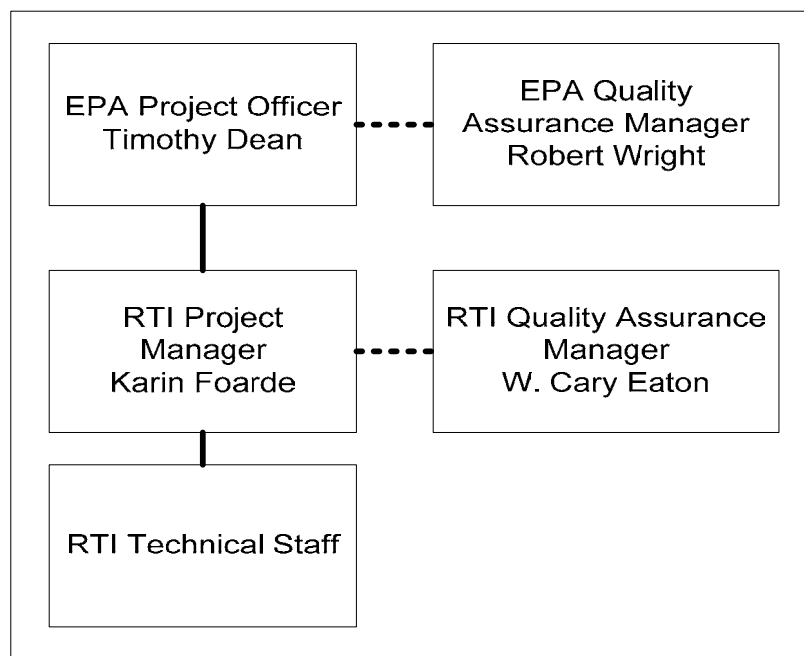 EPA Project Officer
Timothy Dean
EPA Quality
Assurance Manager
Robert Wright
RTI Project
Manager
Karin Foarde
RTI Quality Assurance
Manager
W. Cary Eaton
RTI Technical Staff